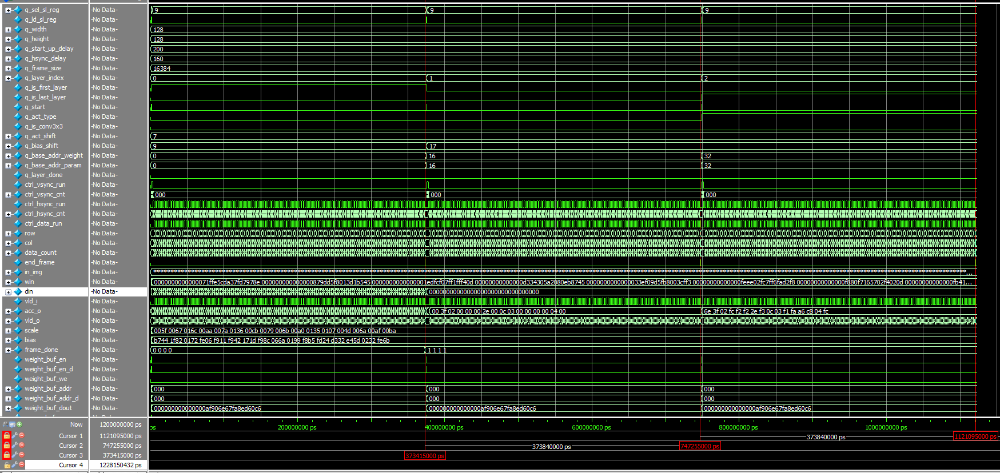 q_sel_sl_reg -No Data- 9 9 9
q_ld_sl_reg -No Data-
q_width -No Data- 128
q_height -No Data- 128
q_start_up_delay -No Data- 200
q_hsync_delay -No Data- 160
q_frame_size -No Data- 16384
q_layer_index -No Data- 0 1 2
q_is_first_layer -No Data-
q_is_last_layer -No Data-
q_start -No Data-
q_act_type -No Data-
q_is_conv3x3 -No Data-
q_act_shift -No Data- 7
q_bias_shift -No Data- 9 17
q_base_addr_weight -No Data- 0 16 32
q_base_addr_param -No Data- 0 16 32
q_layer_done -No Data-
ctrl_vsync_run -No Data-
ctrl_vsync_cnt -No Data- 000 000 000
ctrl_hsync_run -No Data-
ctrl_hsync_cnt -No Data-
ctrl_data_run -No Data-
row -No Data-
col -No Data-
data_count -No Data-
end_frame -No Data-
in_img -No Data-
win -No Data- 0000000000000071ffe5cda37fd7978e 00000000000000879dd5f8013d1b545 0000000000000001edfcf07ff1fff40d 00000000000000d334305a2080eb8745 000000000000033ef09d5fb8003cff3 00000000000000feeee02fc7ff6fad2f8 00000000000000f880f7165702f4020d 000000000000000fb41...
din -No Data- 00000000000000000000000000000000
vld_i -No Data-
acc_o -No Data- 00 3f 02 00 00 00 2e 00 0c 03 00 00 00 00 04 00 6e 3f 02 fc f2 f2 2e f3 0c 03 f1 fa a6 c8 04 fc
vld_o -No Data-
scale -No Data- 005f 0067 016c 00aa 007a 0136 00cb 0079 006b 00a0 0135 0107 004d 006a 00af 00ba
bias -No Data- b744 1f82 0172 fe06 f911 f942 171d f98c 066a 0199 f8b5 fd24 d332 e45d 0232 fe6b
frame_done -No Data- 0 0 0 0 1 1 1 1
weight_buf_en -No Data-
weight_buf_en_d -No Data-
weight_buf_we -No Data-
weight_buf_addr -No Data- 000 000 000
weight_buf_addr_d -No Data- 000 000 000
weight_buf_dout -No Data- 000000000000000af906e67fa8ed60c6 000000000000000af906e67fa8ed60c6 000000000000000af906e67fa8ed60c6
Now 1200000000 ps ps 200000000 ps 400000000 ps 600000000 ps 800000000 ps 1000000000 ps
Cursor 1 1121095000 ps 373840000 ps 1121095000 ps
Cursor 2 747255000 ps 373840000 ps 747255000 ps
Cursor 3 373415000 ps 373415000 ps
Cursor 4 1228150432 ps